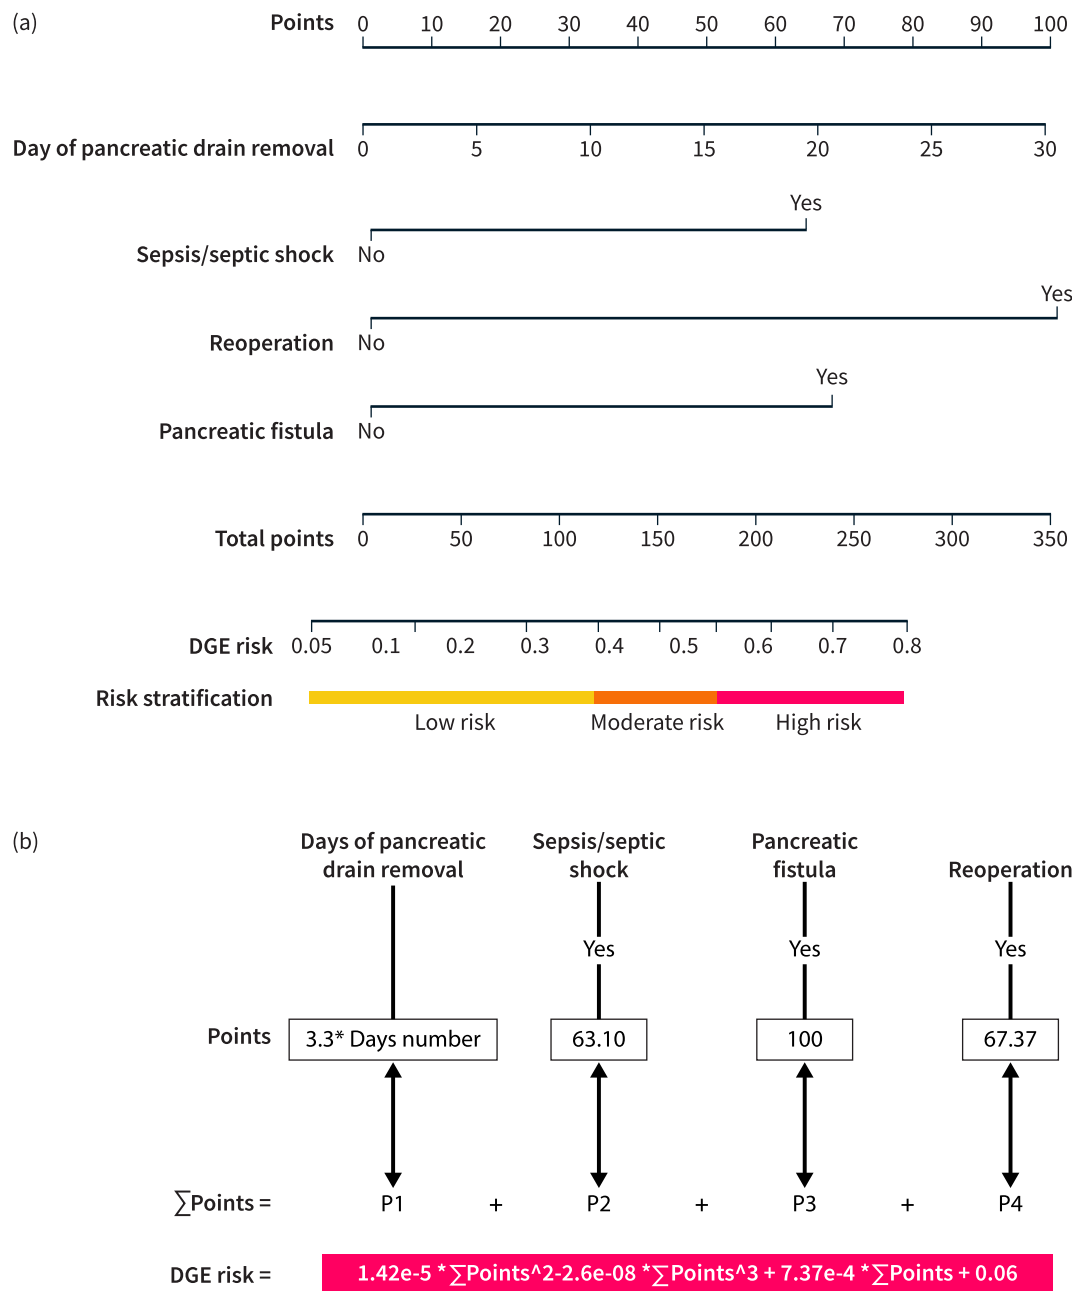 (a)
Points 0 10 20 30 40 50 60 70 80 90 100
Day of pancreatic drain removal 0 5 10 15 20 25 30
Yes
Sepsis/septic shock No
Yes
Reoperation No
Yes
Pancreatic fistula No
Total points 0 50 100 150 200 250 300 350
DGE risk 0.05 0.1 0.2 0.3 0.4 0.5 0.6 0.7 0.8
Risk stratification
Low risk Moderate risk High risk
(b)
Days of pancreatic Sepsis/septic Pancreatic
drain removal shock fistula Reoperation
Yes Yes Yes
Points 3.3* Days number 63.10 100 67.37
∑Points = P1 + P2 + P3 + P4
DGE risk = 1.42e-5 * ∑Points^2-2.6e-08 *∑Points^3 + 7.37e-4 *∑Points + 0.06